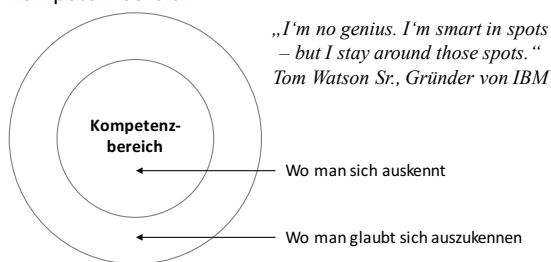 „I‘m no genius. I‘m smart in spots
– but I stay around those spots.“
Tom Watson Sr., Gründer von IBM
Kompetenz-
bereich
Wo man sich auskennt
Wo man glaubt sich auszukennen